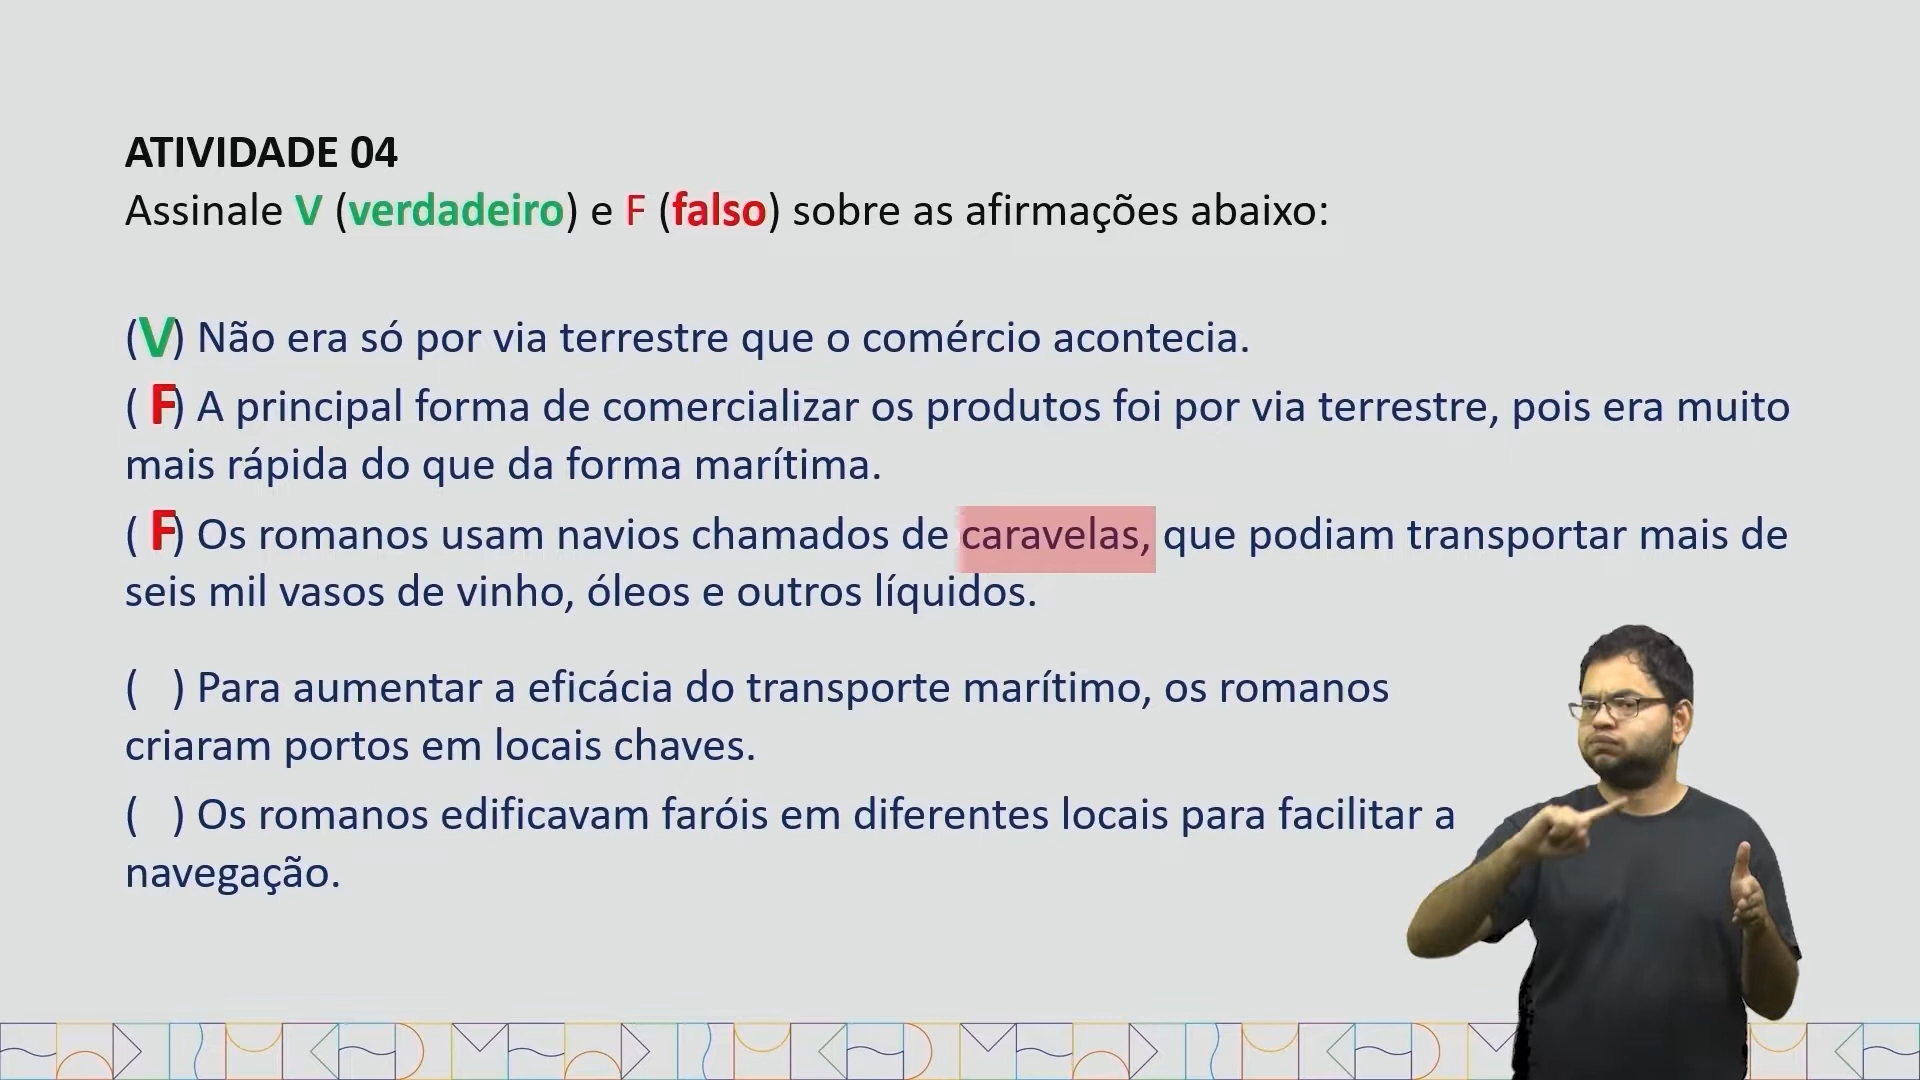 ATIVIDADE 04
Assinale V (verdadeiro) e F (falso) sobre as afirmações abaixo:
(V) Não era só por via terrestre que o comércio acontecia.
( F) A principal forma de comercializar os produtos foi por via terrestre, pois era muito
mais rápida do que da forma marítima.
( F) Os romanos usam navios chamados de caravelas, que podiam transportar mais de
seis mil vasos de vinho, óleos e outros líquidos.
(   ) Para aumentar a eficácia do transporte marítimo, os romanos
criaram portos em locais chaves.
(   ) Os romanos edificavam faróis em diferentes locais para facilitar a
navegação.